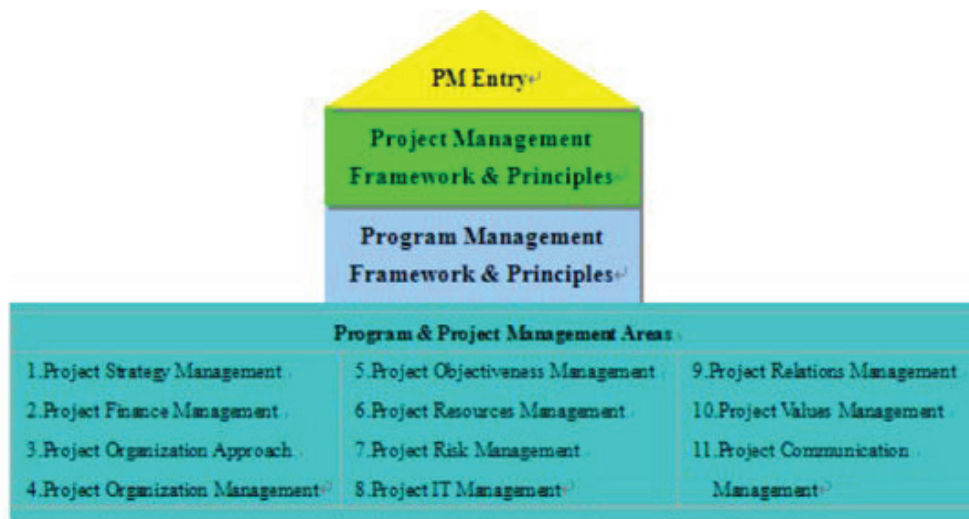 PM Entry
Project Management
Framework & Principles
Program Management
Framework & Principles
Program & Project Management Areas
1.Project Strategy Management
2.Project Finance Management
3.Project Organization Approach
4.Project Organization Management
5.Project Objectiveness Management
6.Project Resources Management
7.Project Risk Management
8.Project IT Management
9.Project Relations Management
10.Project Values Management
11.Project Communication
Management